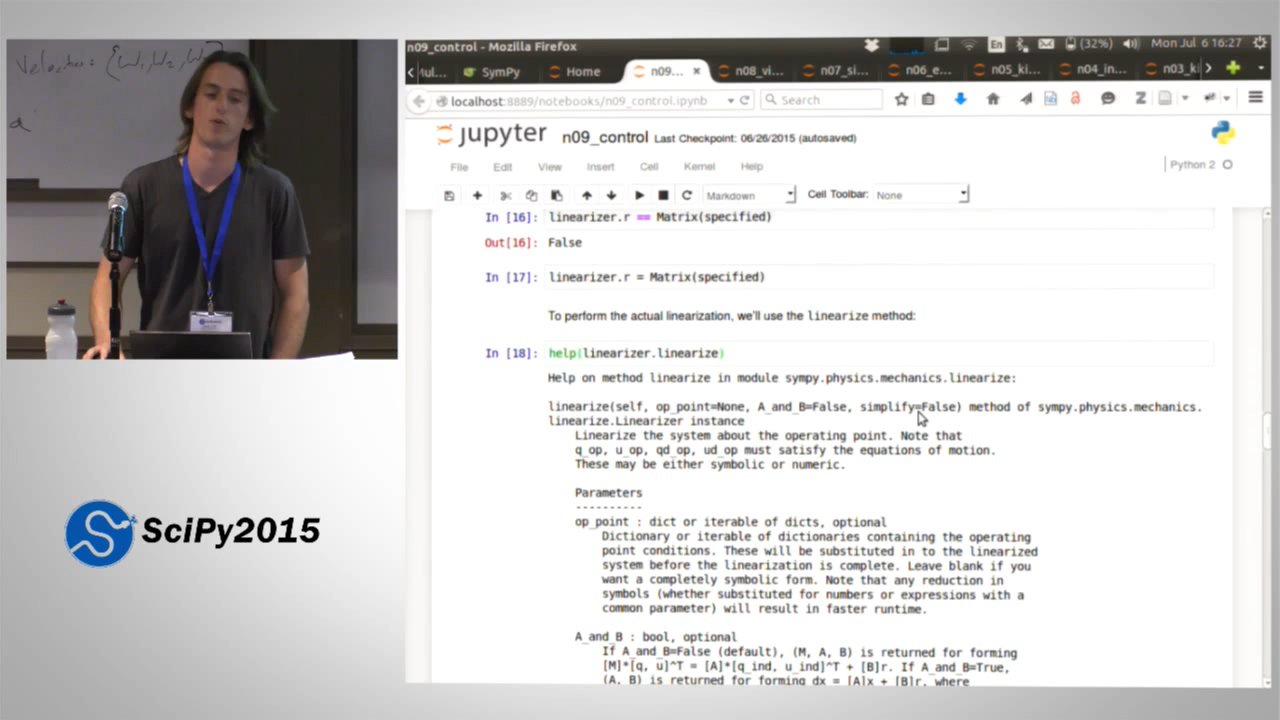 Velocities: {W1, W2, W
a
SciPy2015
n09_control - Mozilla Firefox
En
(32%)
Mon Jul 6 16:27
SymPy
Home
n09...
n08_vi...
n07_si...
n06_e...
n05_ki...
n04_in...
n03_ki
localhost:8889/notebooks/n09_control.ipynb
Search
jupyter n09_control Last Checkpoint: 06/26/2015 (autosaved)
File Edit View Insert Cell Kernel Help
Python 2
Markdown
Cell Toolbar: None
In [16]: linearizer.r == Matrix(specified)
Out[16]: False
In [17]: linearizer.r = Matrix(specified)
To perform the actual linearization, we'll use the linearize method:
In [18]: help(linearizer.linearize)
Help on method linearize in module sympy.physics.mechanics.linearize:
linearize(self, op_point=None, A_and_B=False, simplify=False) method of sympy.physics.mechanics.
linearize.Linearizer instance
Linearize the system about the operating point. Note that
q_op, u_op, qd_op, ud_op must satisfy the equations of motion.
These may be either symbolic or numeric.
Parameters
----------
op_point : dict or iterable of dicts, optional
Dictionary or iterable of dictionaries containing the operating
point conditions. These will be substituted in to the linearized
system before the linearization is complete. Leave blank if you
want a completely symbolic form. Note that any reduction in
symbols (whether substituted for numbers or expressions with a
common parameter) will result in faster runtime.
A_and_B : bool, optional
If A_and_B=False (default), (M, A, B) is returned for forming
[M]*[q, u]^T = [A]*[q_ind, u_ind]^T + [B]r. If A_and_B=True,
(A, B) is returned for forming dx = [A]x + [B]r, where